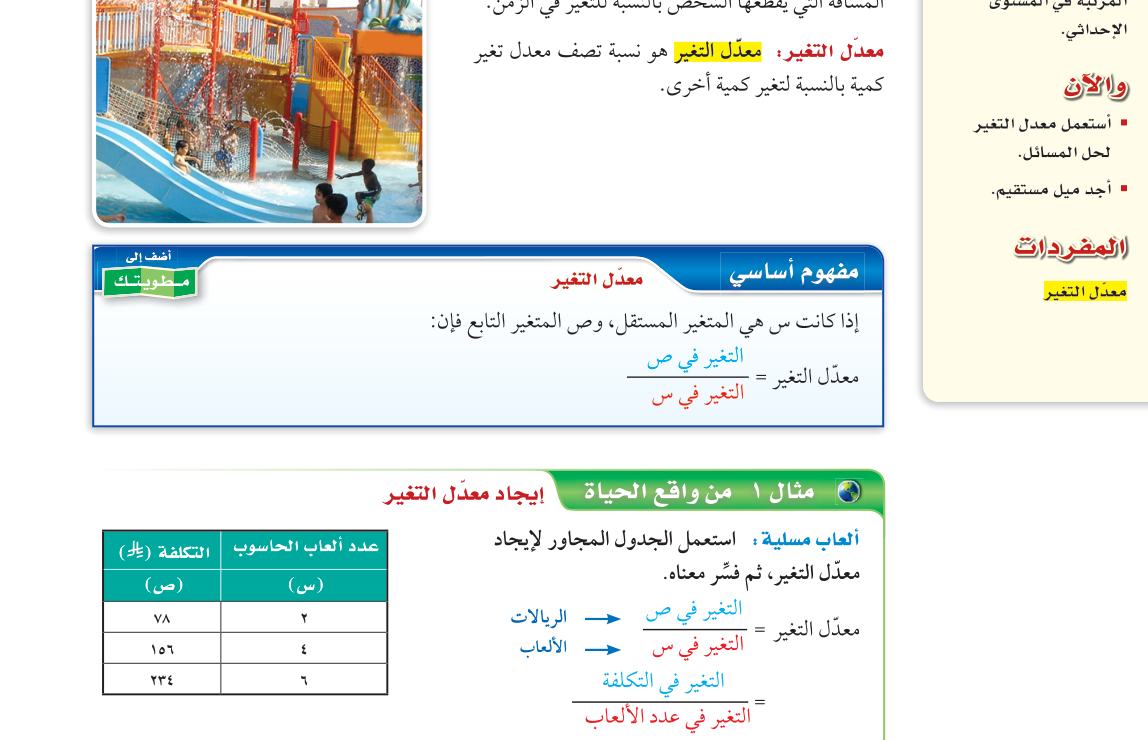 المسافة التي يقطعها الشخص بالنسبة للتغير في الزمن.
معدّل التغير: معدّل التغير هو نسبة تصف معدل تغير
كمية بالنسبة لتغير كمية أخرى.
المرتبة في المستوى
الإحداثي.
والآن
أستعمل معدل التغير
لحل المسائل.
أجد ميل مستقيم.
المفردات
معدّل التغير
مفهوم أساسي
معدّل التغير
أضف إلى
مـطويتـك
إذا كانت س هي المتغير المستقل، وص المتغير التابع فإن:
معدّل التغير = التغير في ص
التغير في س
مثال ١ من واقع الحياة
إيجاد معدّل التغير
ألعاب مسلية: استعمل الجدول المجاور لإيجاد
معدّل التغير، ثم فسِّر معناه.
معدّل التغير = التغير في ص ← الريالات
التغير في س ← الألعاب
= التغير في التكلفة
التغير في عدد الألعاب
عدد ألعاب الحاسوب التكلفة (⃁)
(س) (ص)
٢ ٧٨
٤ ١٥٦
٦ ٢٣٤